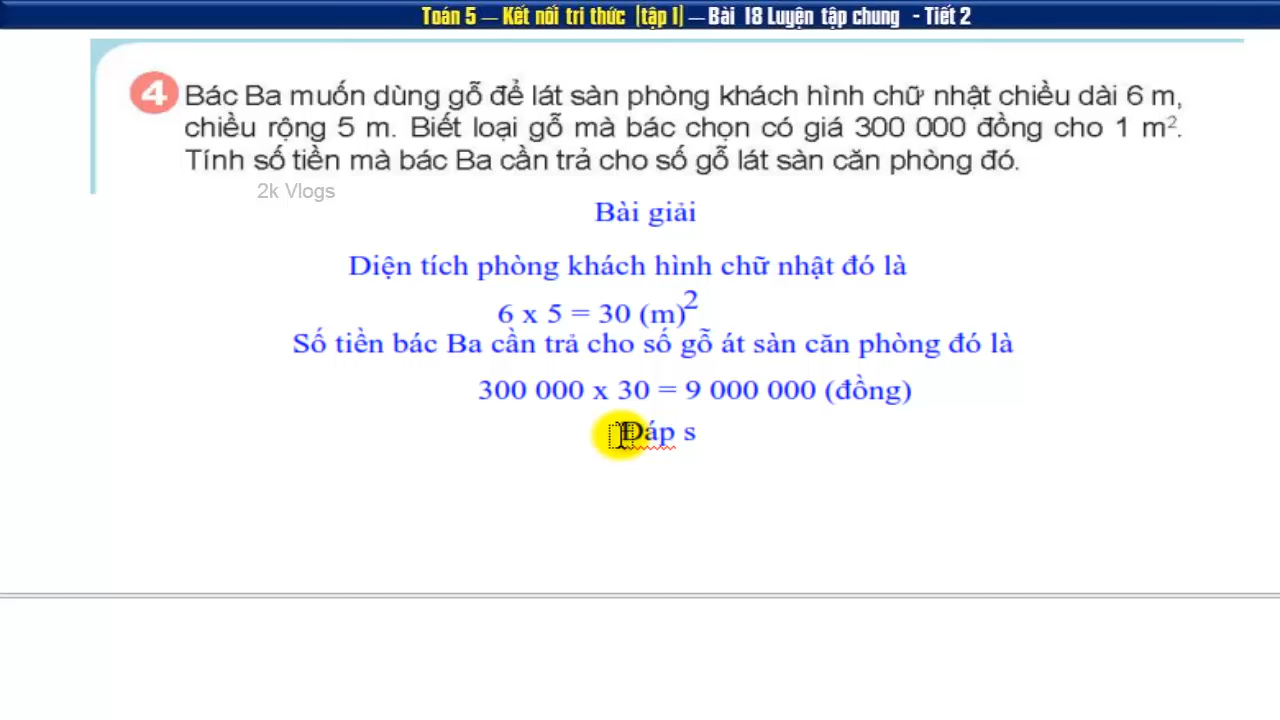 Toán 5 – Kết nối tri thức (tập 1) – Bài 18 Luyện tập chung - Tiết 2
4 Bác Ba muốn dùng gỗ để lát sàn phòng khách hình chữ nhật chiều dài 6 m,
chiều rộng 5 m. Biết loại gỗ mà bác chọn có giá 300 000 đồng cho 1 m².
Tính số tiền mà bác Ba cần trả cho số gỗ lát sàn căn phòng đó.
2k Vlogs
Bài giải
Diện tích phòng khách hình chữ nhật đó là
6 x 5 = 30 (m)²
Số tiền bác Ba cần trả cho số gỗ át sàn căn phòng đó là
300 000 x 30 = 9 000 000 (đồng)
Đáp s